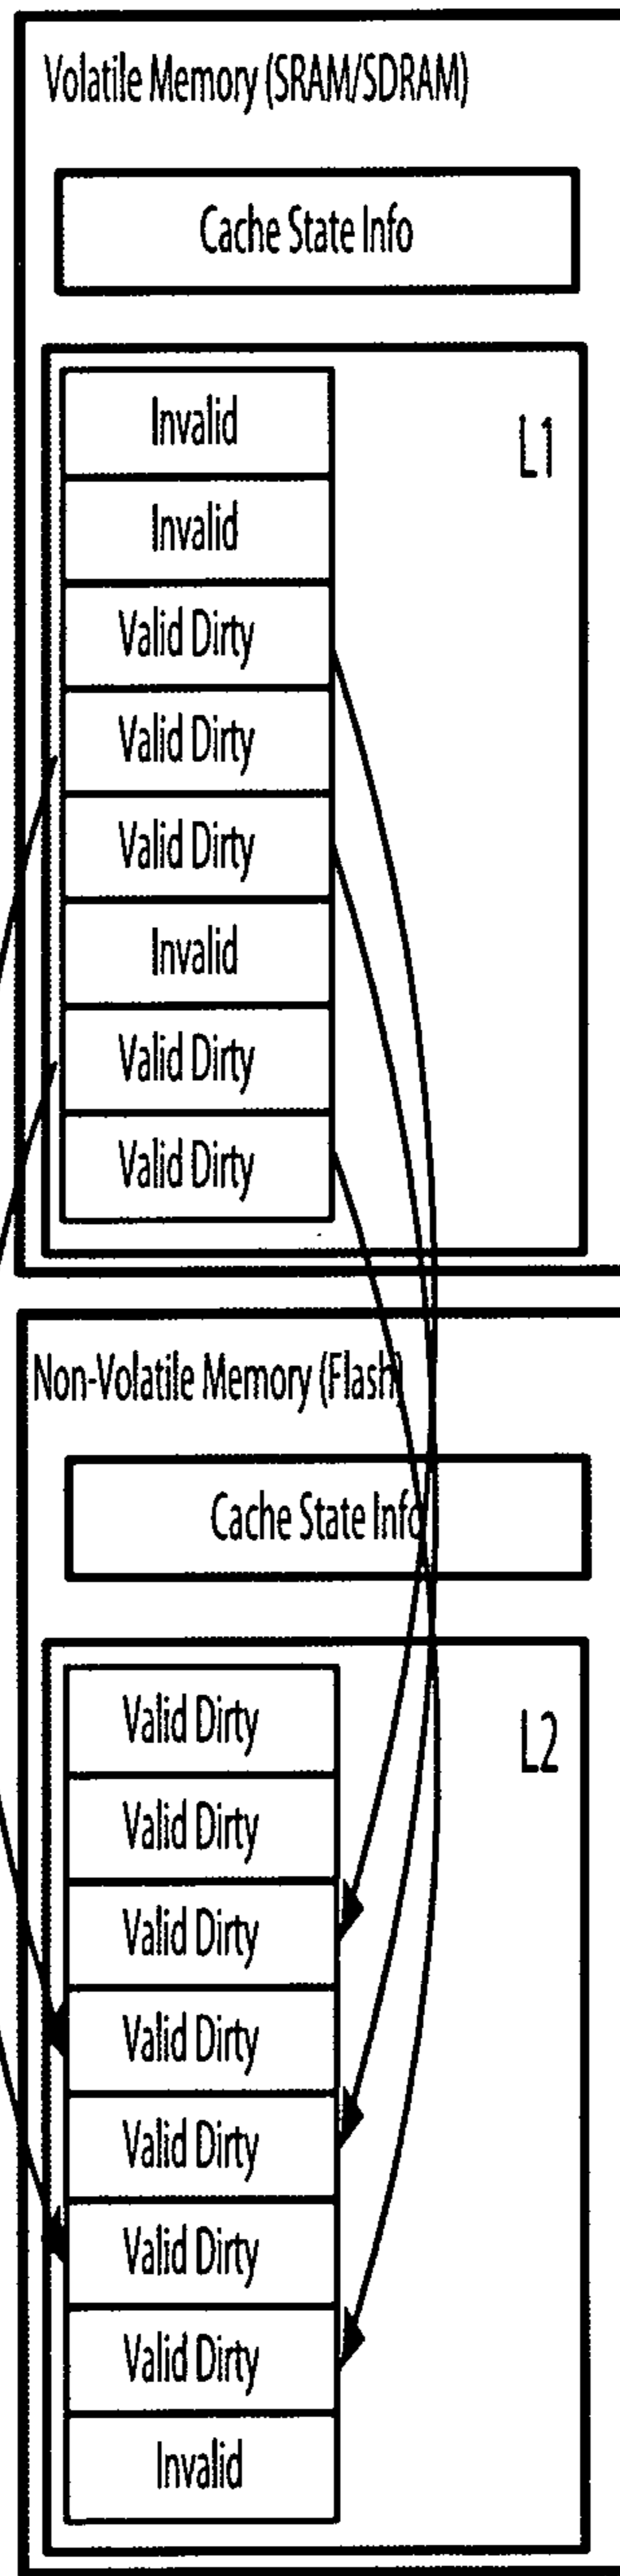 Volatile Memory (SRAM/SDRAM)
Cache State Info
L1
Invalid
Invalid
Valid Dirty
Valid Dirty
Valid Dirty
Invalid
Valid Dirty
Valid Dirty
Non-Volatile Memory (Flash)
Cache State Info
L2
Valid Dirty
Valid Dirty
Valid Dirty
Valid Dirty
Valid Dirty
Valid Dirty
Valid Dirty
Invalid